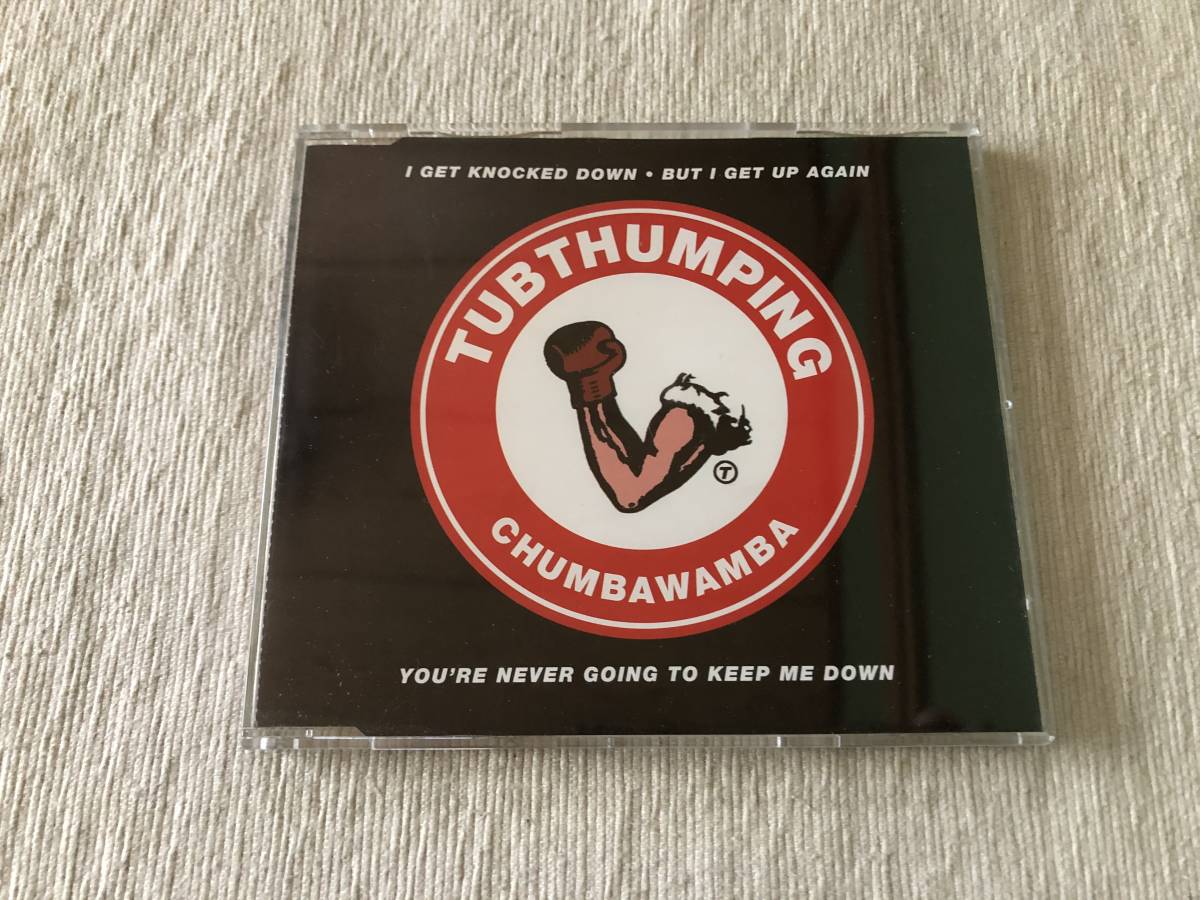 I GET KNOCKED DOWN • BUT I GET UP AGAIN
TUBTHUMPING
T
CHUMBAWAMBA
YOU'RE NEVER GOING TO KEEP ME DOWN